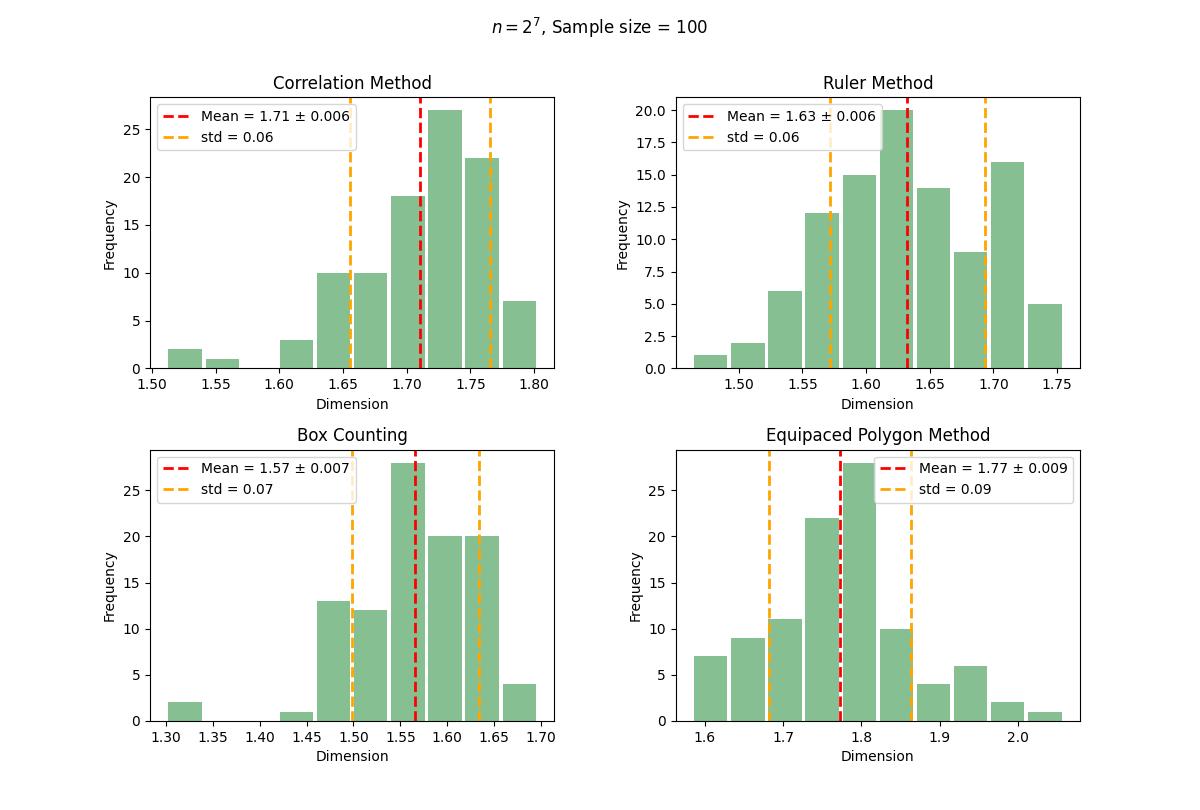 n = 2⁷, Sample size = 100
Correlation Method
Mean = 1.71 ± 0.006
std = 0.06
Frequency
25
20
15
10
5
0
1.50 1.55 1.60 1.65 1.70 1.75 1.80
Dimension
Ruler Method
Mean = 1.63 ± 0.006
std = 0.06
Frequency
20.0
17.5
15.0
12.5
10.0
7.5
5.0
2.5
0.0
1.50 1.55 1.60 1.65 1.70 1.75
Dimension
Box Counting
Mean = 1.57 ± 0.007
std = 0.07
Frequency
25
20
15
10
5
0
1.30 1.35 1.40 1.45 1.50 1.55 1.60 1.65 1.70
Dimension
Equipaced Polygon Method
Mean = 1.77 ± 0.009
std = 0.09
Frequency
25
20
15
10
5
0
1.6 1.7 1.8 1.9 2.0
Dimension